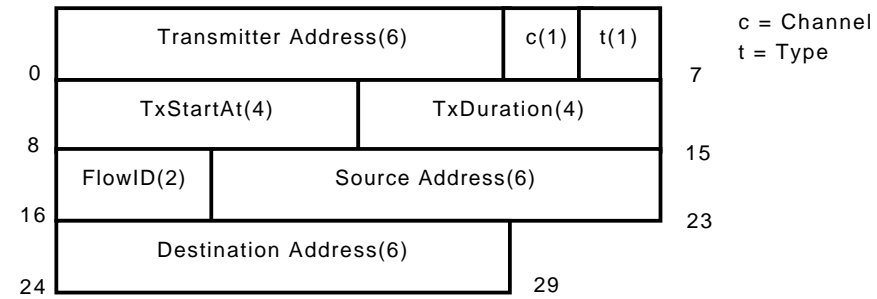 Transmitter Address(6) c(1) t(1) c = Channel
t = Type
0 7
TxStartAt(4) TxDuration(4)
8 15
FlowID(2) Source Address(6)
16 23
Destination Address(6)
24 29